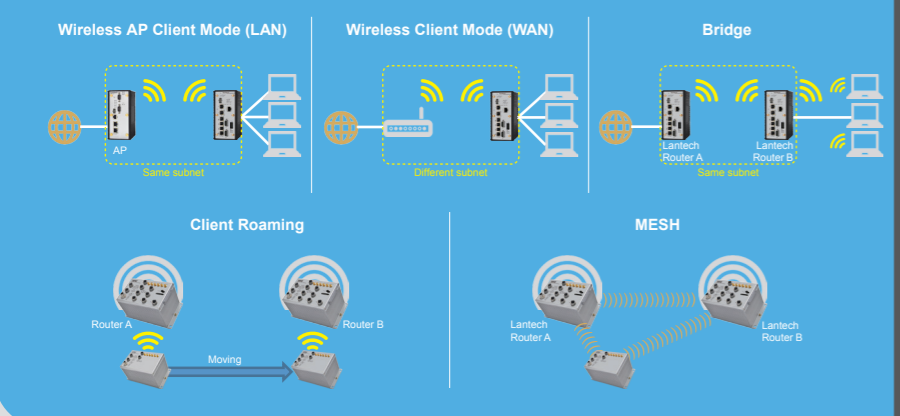 Wireless AP Client Mode (LAN)
Wireless Client Mode (WAN)
Bridge
AP
Same subnet
Different subnet
Lantech
Router A
Lantech
Router B
Same subnet
Client Roaming
MESH
Router A
Router B
Moving
Lantech
Router A
Lantech
Router B